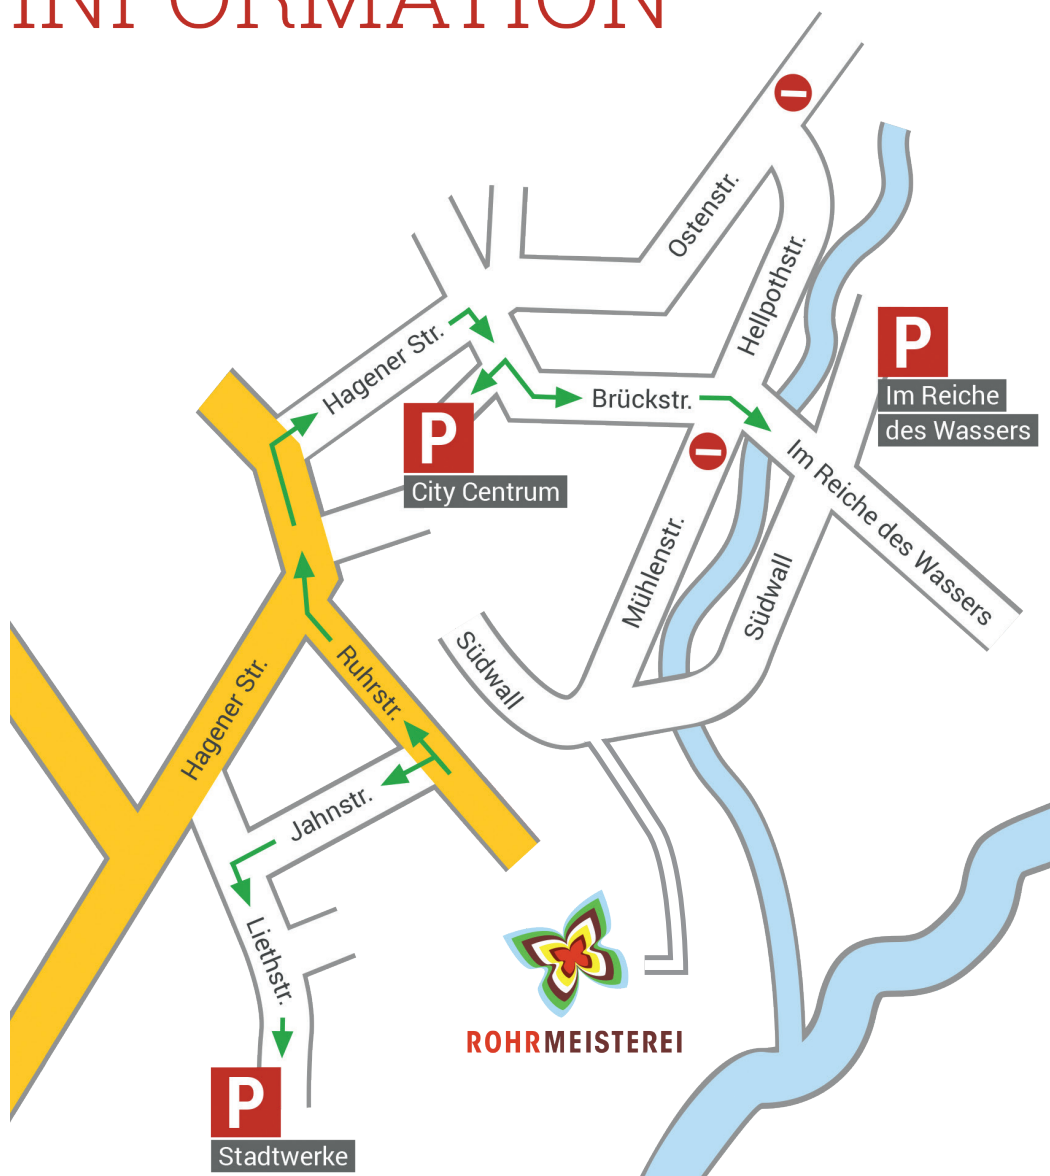 INFORMATION
Ostenstr.
Hellpothstr.
Hagener Str.
Brückstr.
P
Im Reiche
des Wassers
P
City Centrum
Im Reiche des Wassers
Mühlenstr.
Südwall
Südwall
Ruhrstr.
Hagener Str.
Jahnstr.
Liethstr.
ROHRMEISTEREI
P
Stadtwerke